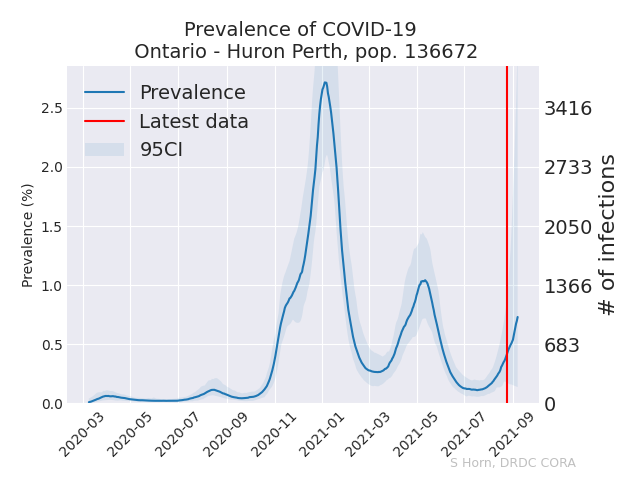 Prevalence of COVID-19
Ontario - Huron Perth, pop. 136672
Prevalence
Latest data
95CI
Prevalence (%)
2.5
2.0
1.5
1.0
0.5
0.0
3416
2733
2050
1366
683
0
# of infections
2020-03
2020-05
2020-07
2020-09
2020-11
2021-01
2021-03
2021-05
2021-07
2021-09
S Horn, DRDC CORA